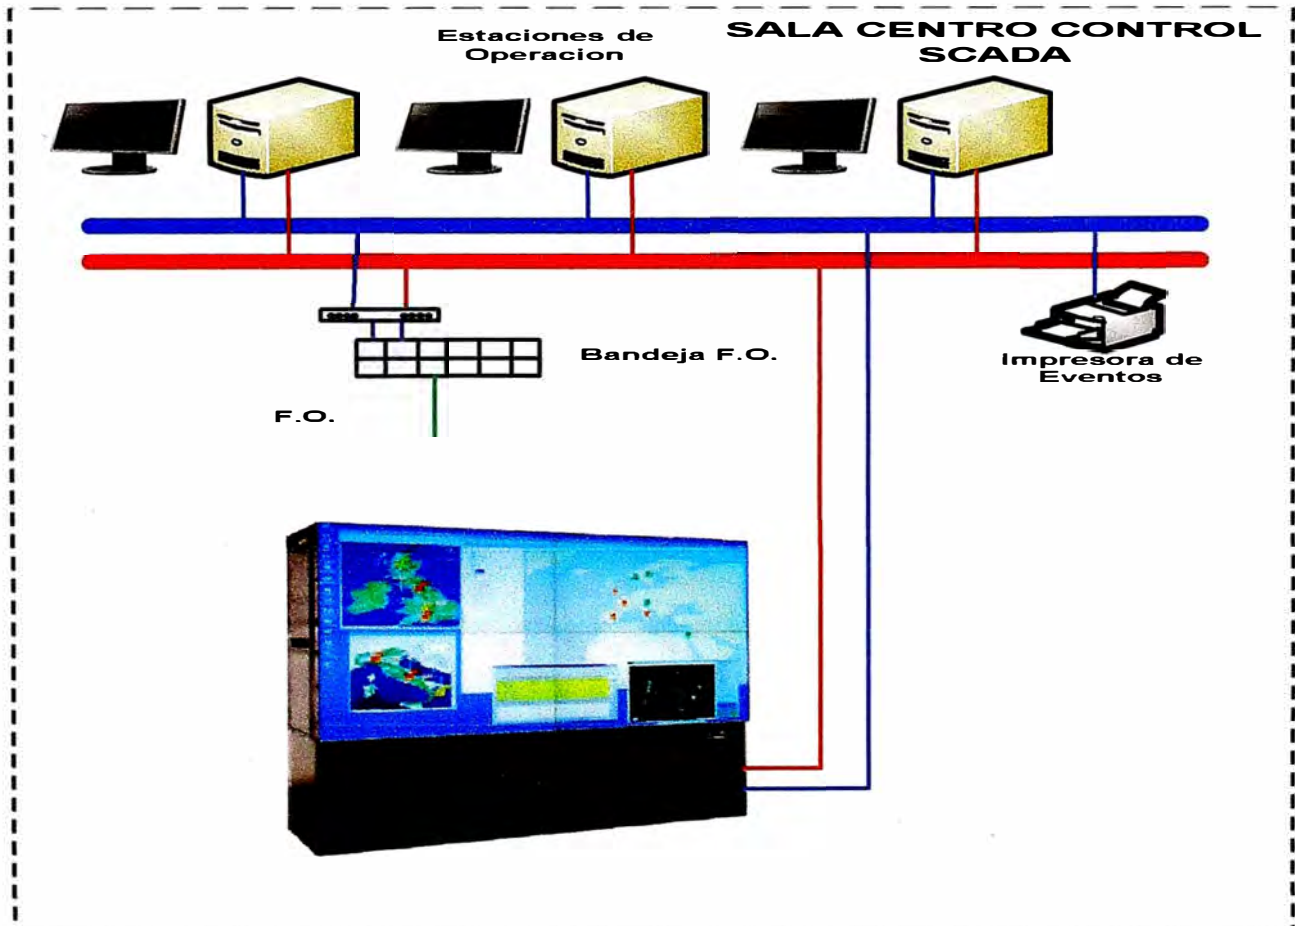 Estaciones de
Operacion
SALA CENTRO CONTROL
SCADA
Bandeja F.O.
Impresora de
Eventos
F.O.